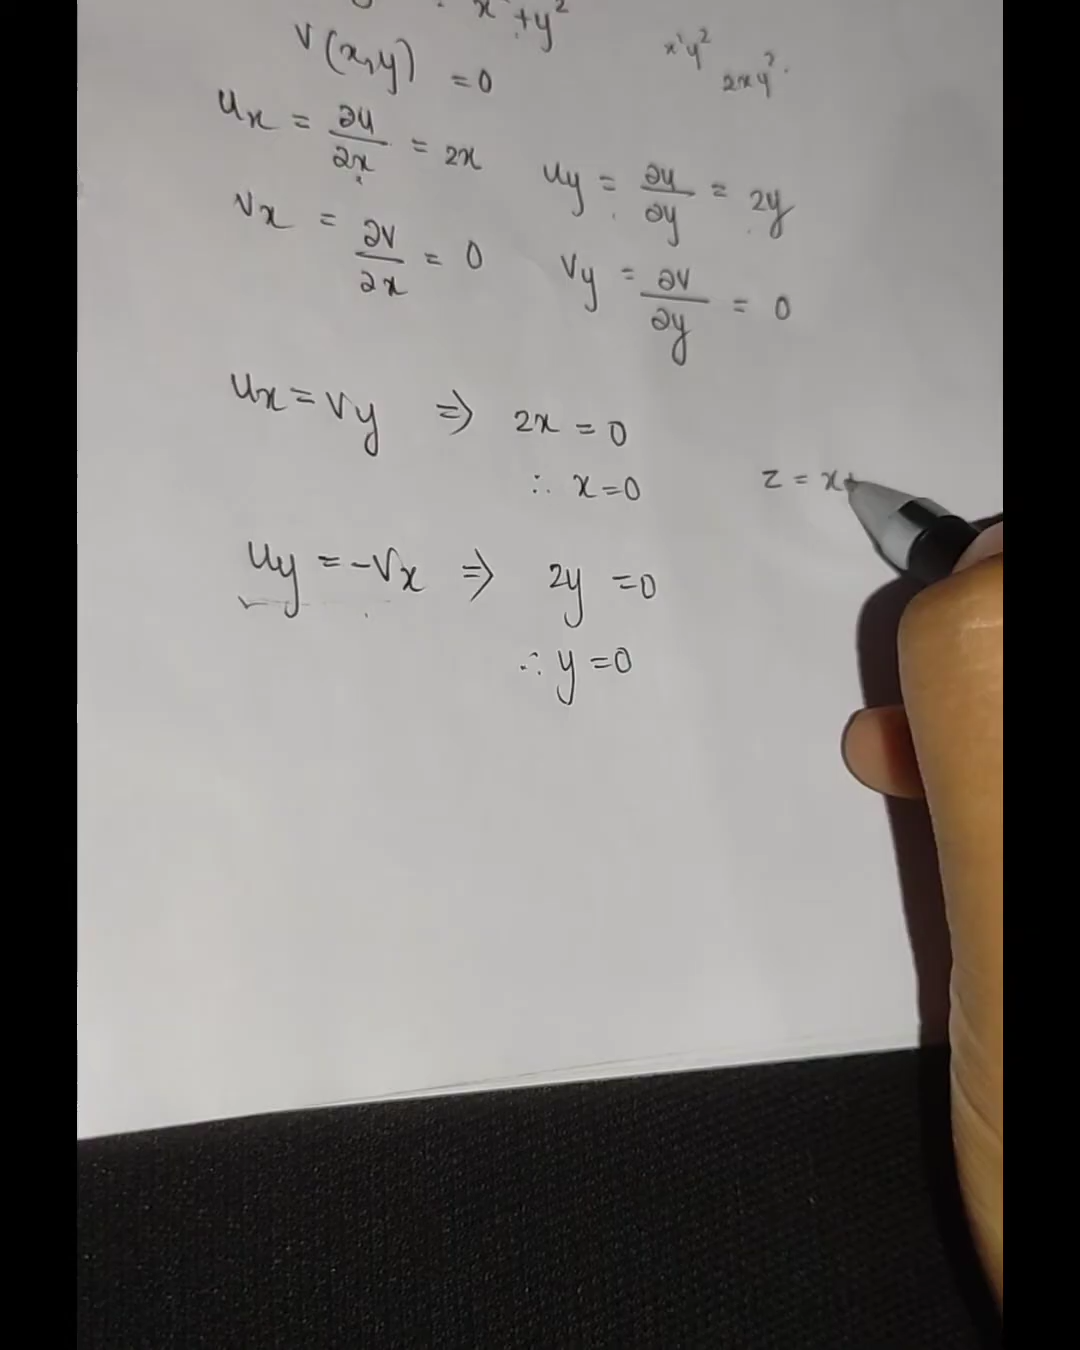 x² + y²
v(x,y) = 0
x²y²
2xy².
uₓ = ∂u/∂x = 2x
u_y = ∂u/∂y = 2y
vₓ = ∂v/∂x = 0
v_y = ∂v/∂y = 0
uₓ = v_y ⇒ 2x = 0
∴ x = 0
z = x+
u_y = -vₓ ⇒ 2y = 0
∴ y = 0